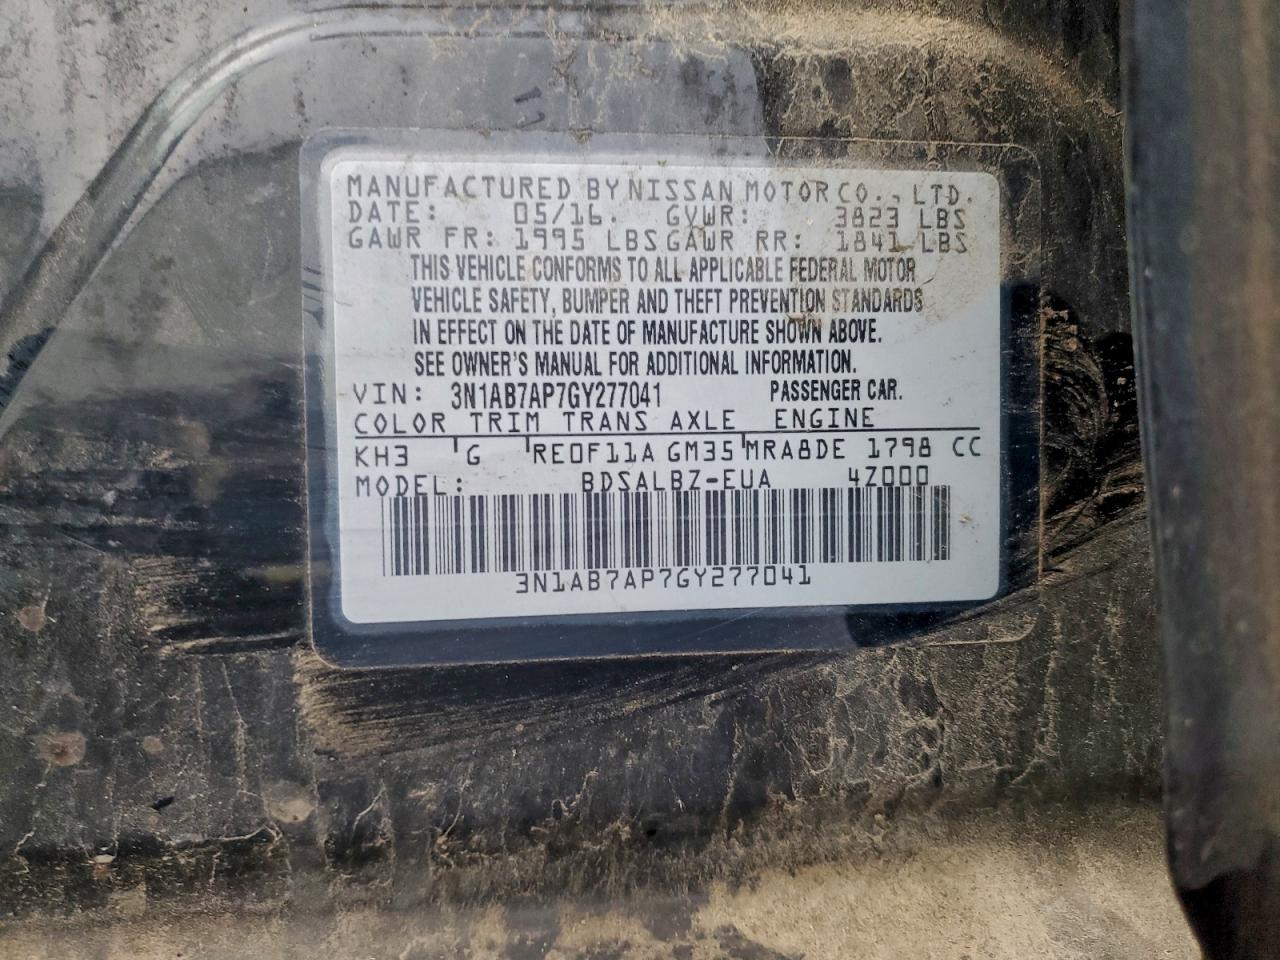 MANUFACTURED BY NISSAN MOTOR CO., LTD.
DATE: 05/16. GVWR: 3823 LBS
GAWR FR: 1995 LBS GAWR RR: 1841 LBS
THIS VEHICLE CONFORMS TO ALL APPLICABLE FEDERAL MOTOR
VEHICLE SAFETY, BUMPER AND THEFT PREVENTION STANDARDS
IN EFFECT ON THE DATE OF MANUFACTURE SHOWN ABOVE.
SEE OWNER'S MANUAL FOR ADDITIONAL INFORMATION.
VIN: 3N1AB7AP7GY277041 PASSENGER CAR.
COLOR TRIM TRANS AXLE ENGINE
KH3 G RE0F11A GM35 MRA8DE 1798 CC
MODEL: BDSALBZ-EUA 4Z000
3N1AB7AP7GY277041